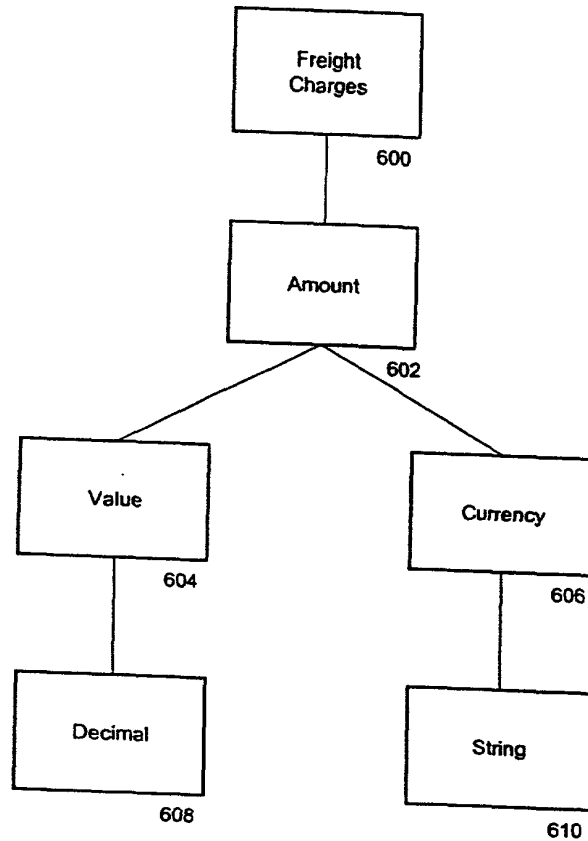 Freight
Charges
600
Amount
602
Value
604
Currency
606
Decimal
608
String
610